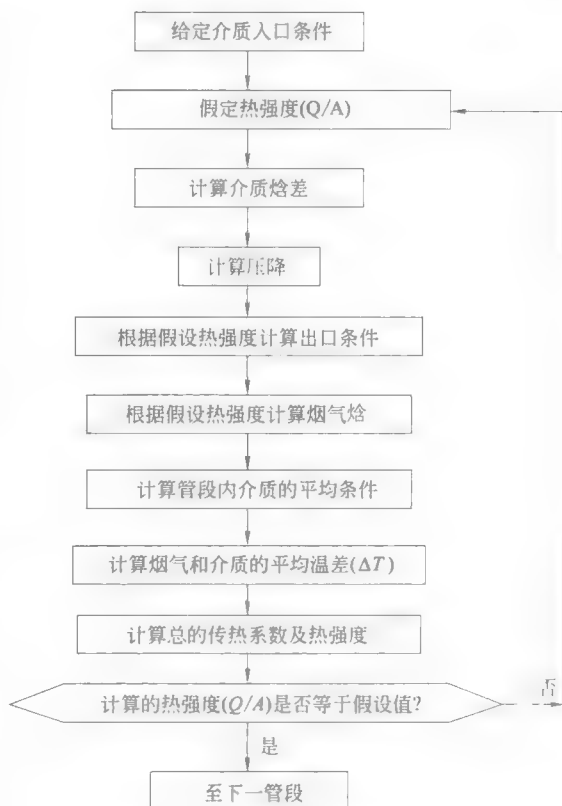 给定介质入口条件
假定热强度(Q/A)
计算介质焓差
计算压降
根据假设热强度计算出口条件
根据假设热强度计算烟气焓
计算管段内介质的平均条件
计算烟气和介质的平均温差(ΔT)
计算总的传热系数及热强度
计算的热强度(Q/A)是否等于假设值?
否
是
至下一管段